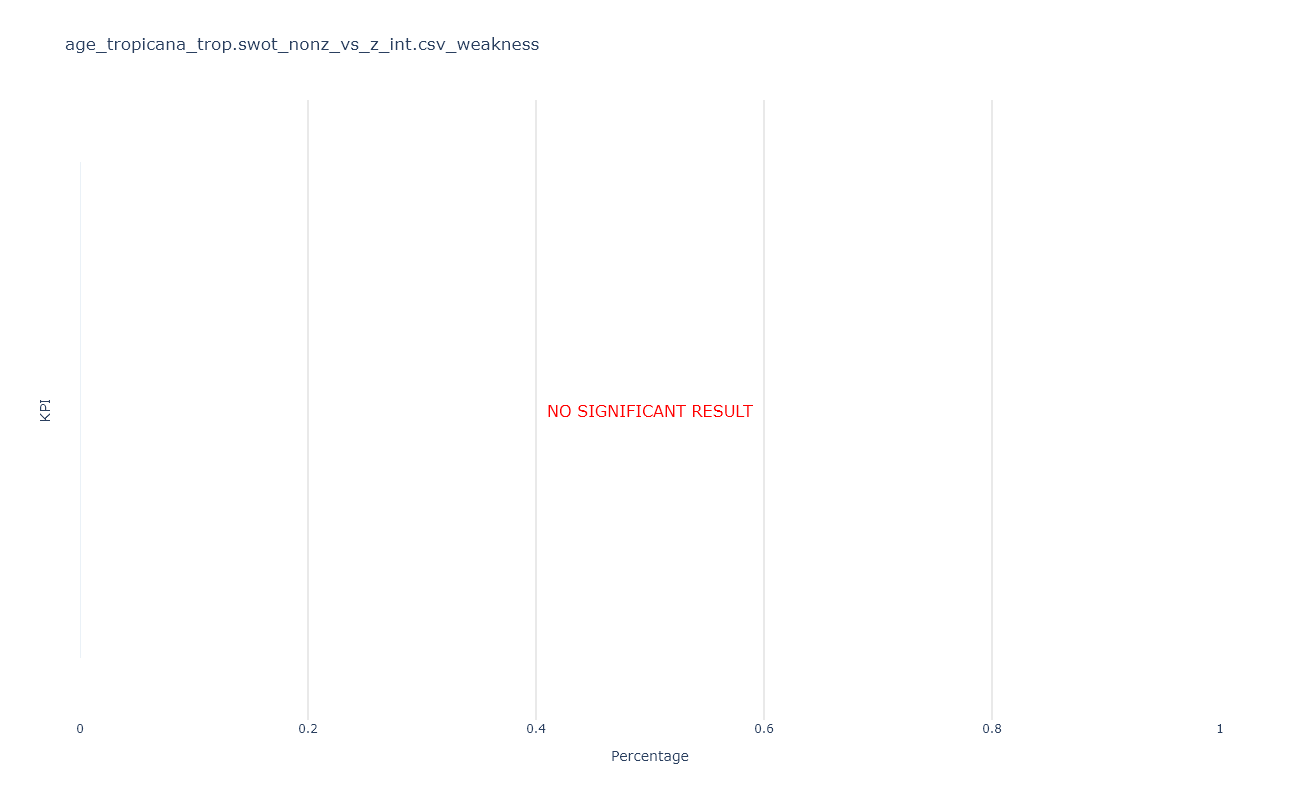 age_tropicana_trop.swot_nonz_vs_z_int.csv_weakness
KPI
NO SIGNIFICANT RESULT
0 0.2 0.4 0.6 0.8 1
Percentage